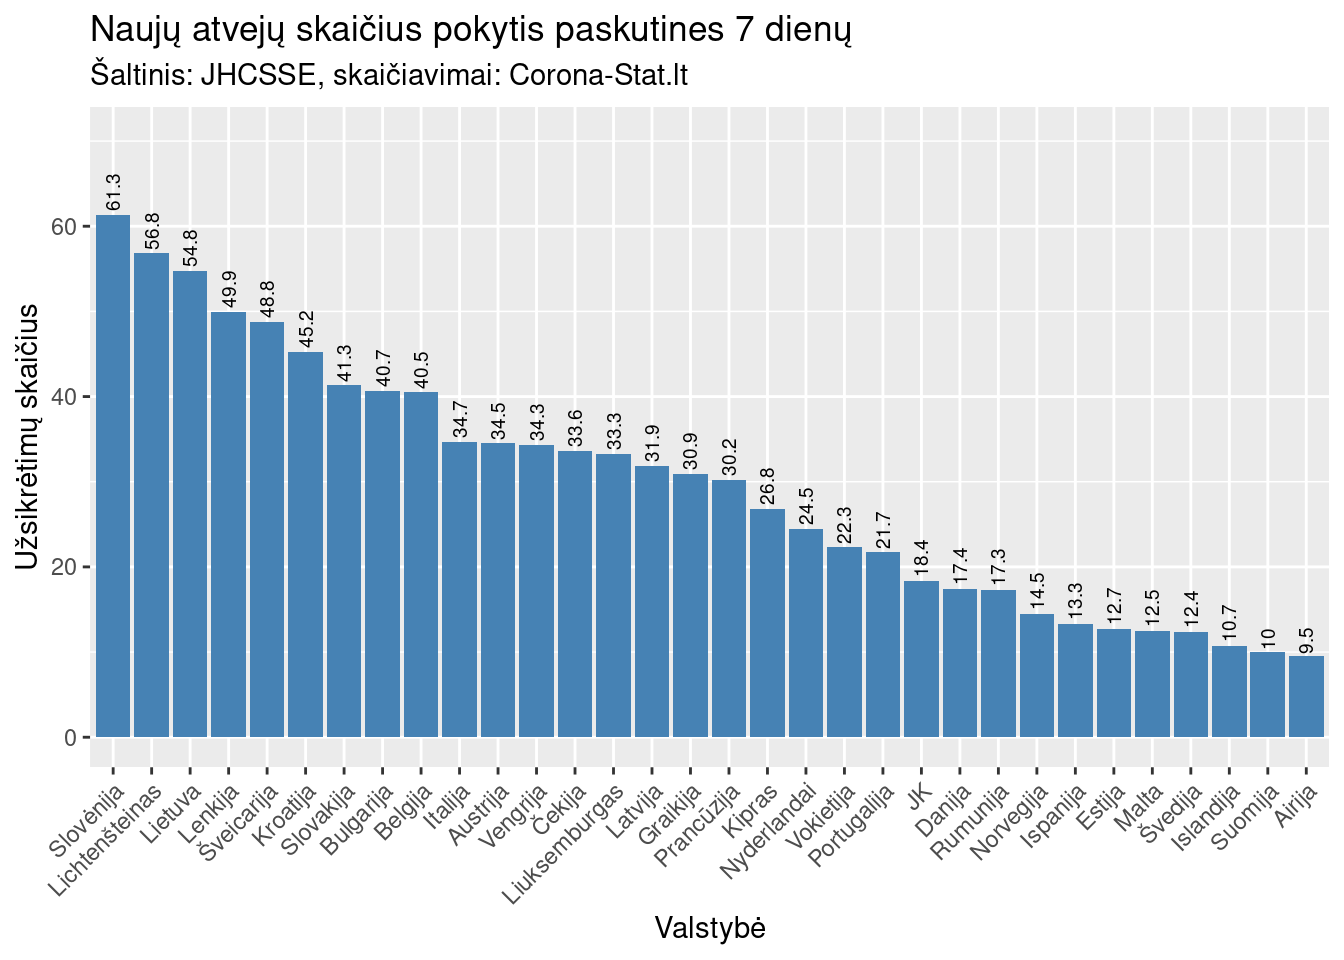 Naujų atvejų skaičius pokytis paskutines 7 dienų
Šaltinis: JHCSSE, skaičiavimai: Corona-Stat.lt
Užsikrėtimų skaičius
60
40
20
0
61.3
56.8
54.8
49.9
48.8
45.2
41.3
40.7
40.5
34.7
34.5
34.3
33.6
33.3
31.9
30.9
30.2
26.8
24.5
22.3
21.7
18.4
17.4
17.3
14.5
13.3
12.7
12.5
12.4
10.7
10
9.5
Slovėnija
Lichtenšteinas
Lietuva
Lenkija
Šveicarija
Kroatija
Slovakija
Bulgarija
Belgija
Italija
Austrija
Vengrija
Čekija
Liuksemburgas
Latvija
Graikija
Prancūzija
Kipras
Nyderlandai
Vokietija
Portugalija
JK
Danija
Rumunija
Norvegija
Ispanija
Estija
Malta
Švedija
Islandija
Suomija
Airija
Valstybė